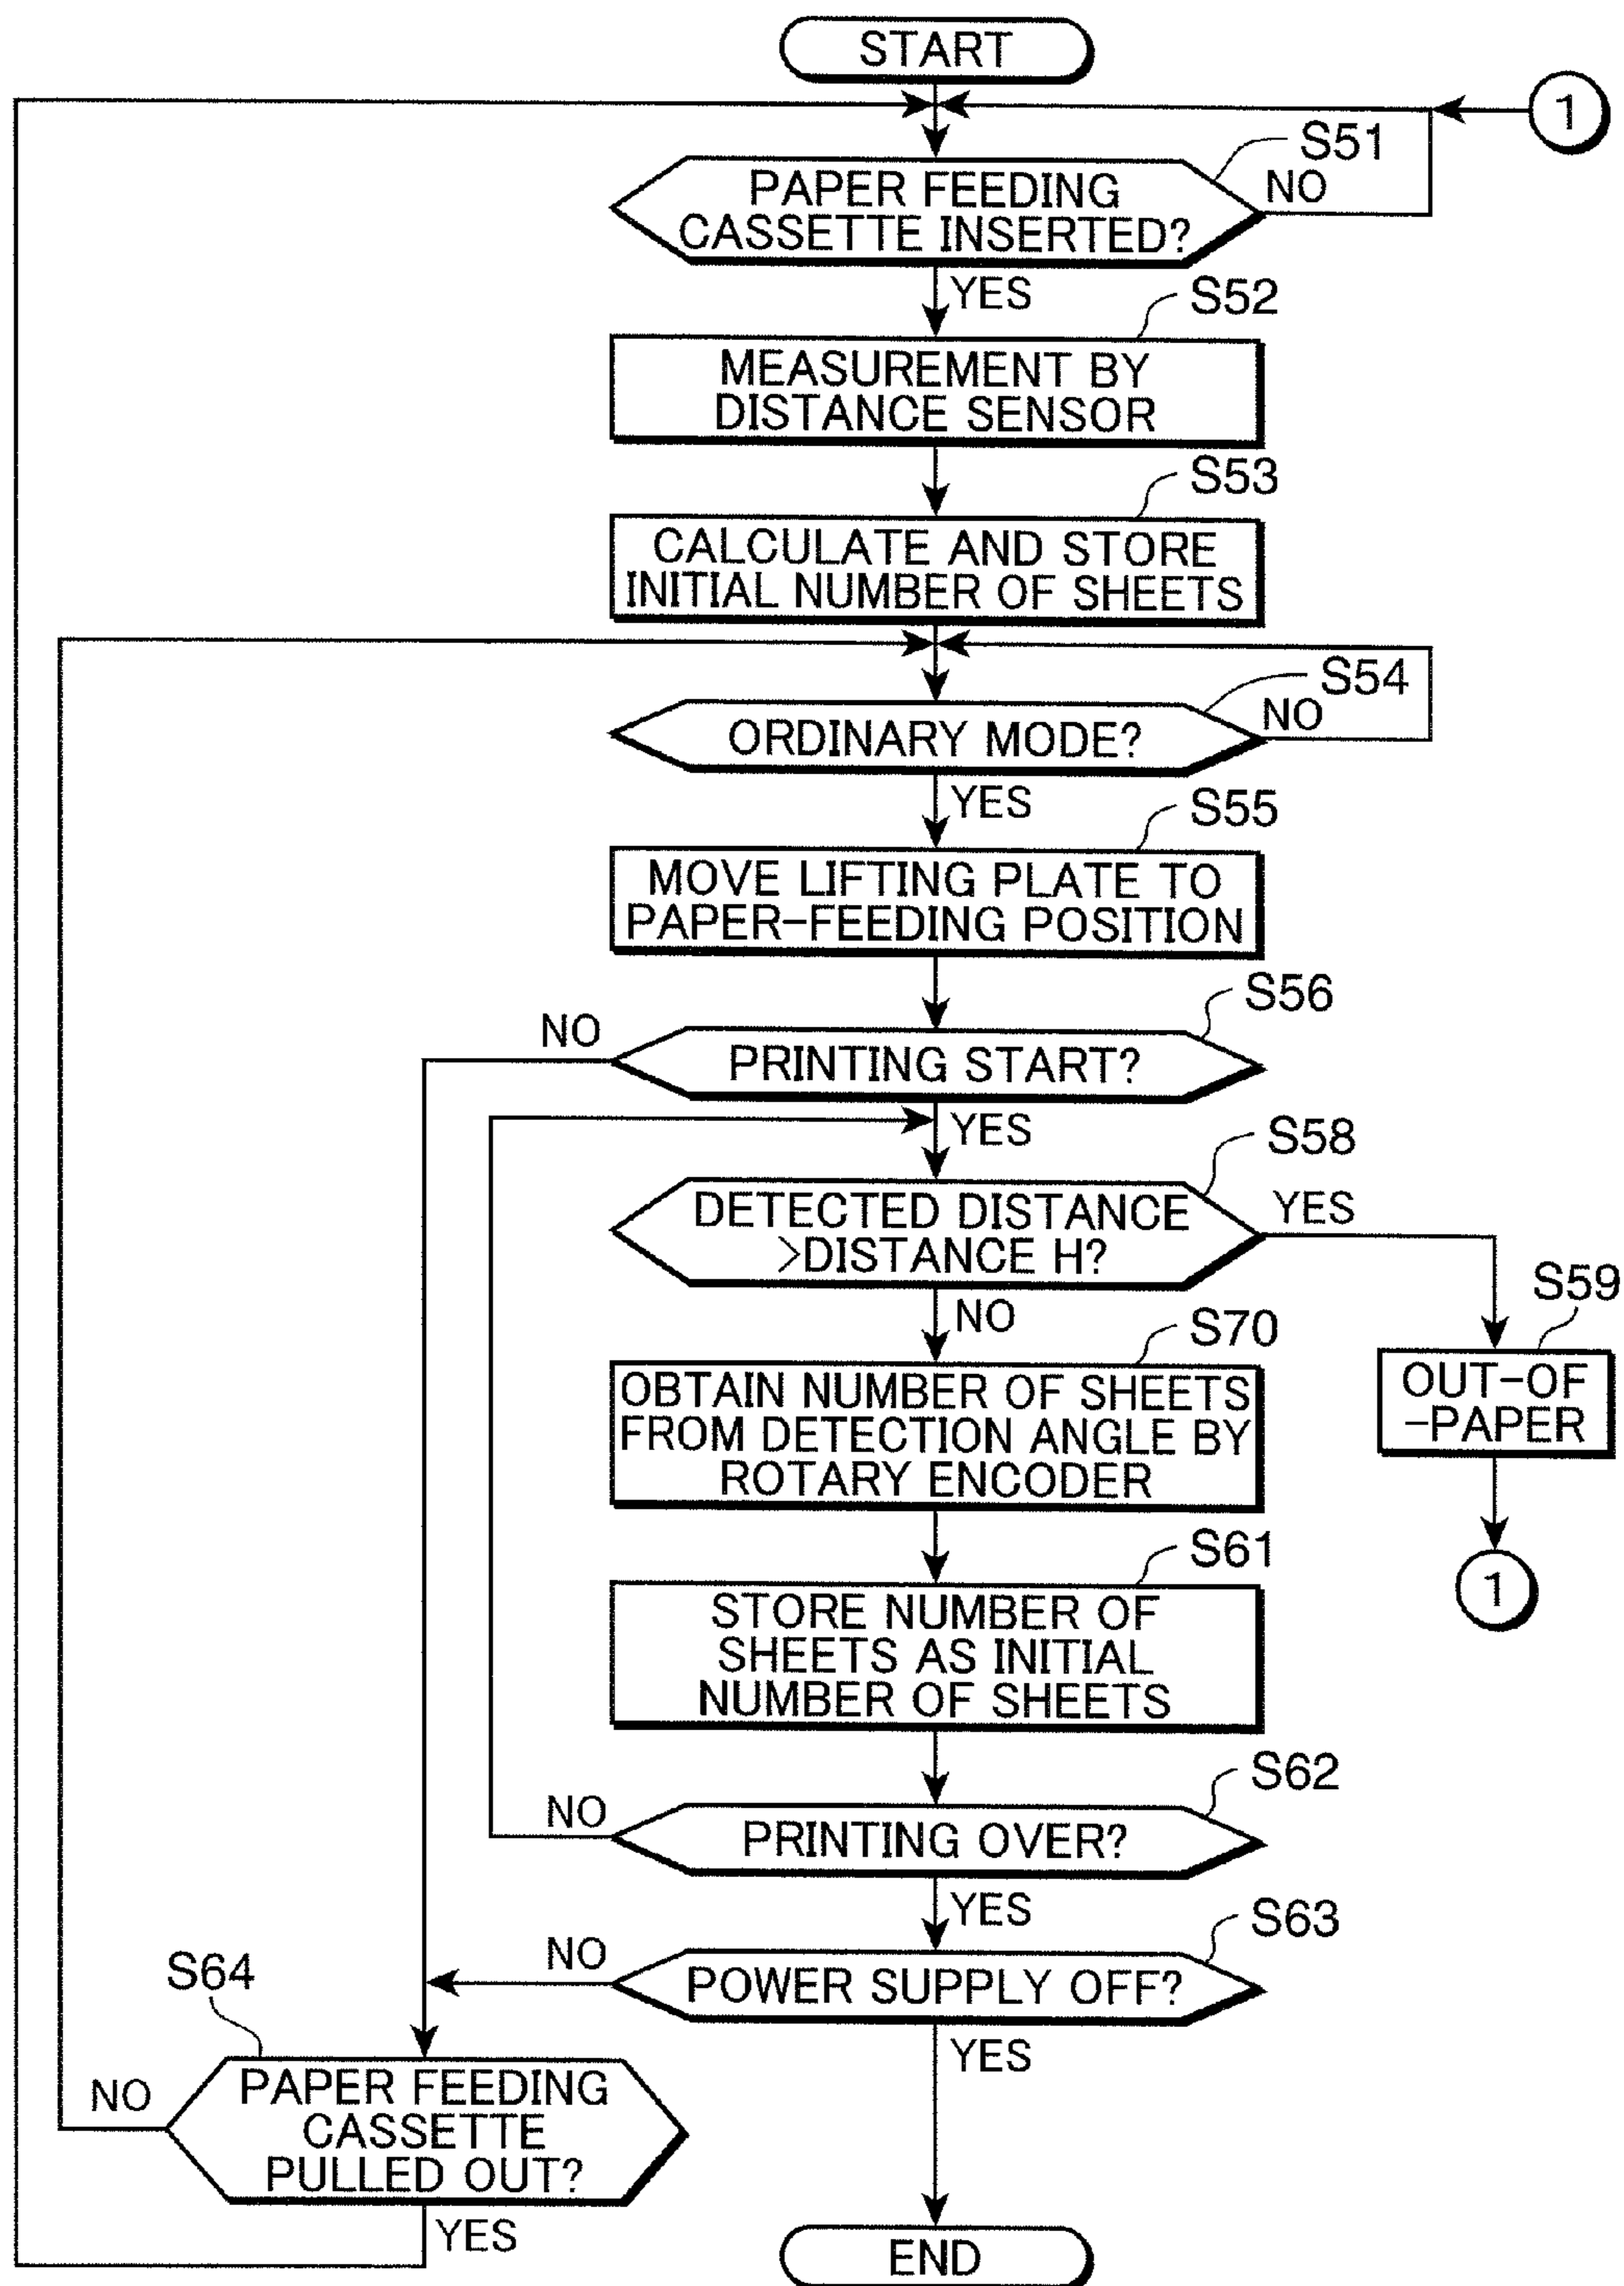 START
1
S51
PAPER FEEDING
CASSETTE INSERTED?
NO
YES
S52
MEASUREMENT BY
DISTANCE SENSOR
S53
CALCULATE AND STORE
INITIAL NUMBER OF SHEETS
S54
ORDINARY MODE?
NO
YES
S55
MOVE LIFTING PLATE TO
PAPER-FEEDING POSITION
S56
NO
PRINTING START?
YES
S58
DETECTED DISTANCE
>DISTANCE H?
YES
NO
S59
OUT-OF
-PAPER
1
S70
OBTAIN NUMBER OF SHEETS
FROM DETECTION ANGLE BY
ROTARY ENCODER
S61
STORE NUMBER OF
SHEETS AS INITIAL
NUMBER OF SHEETS
S62
NO
PRINTING OVER?
YES
S63
NO
POWER SUPPLY OFF?
YES
S64
NO
PAPER FEEDING
CASSETTE
PULLED OUT?
YES
END